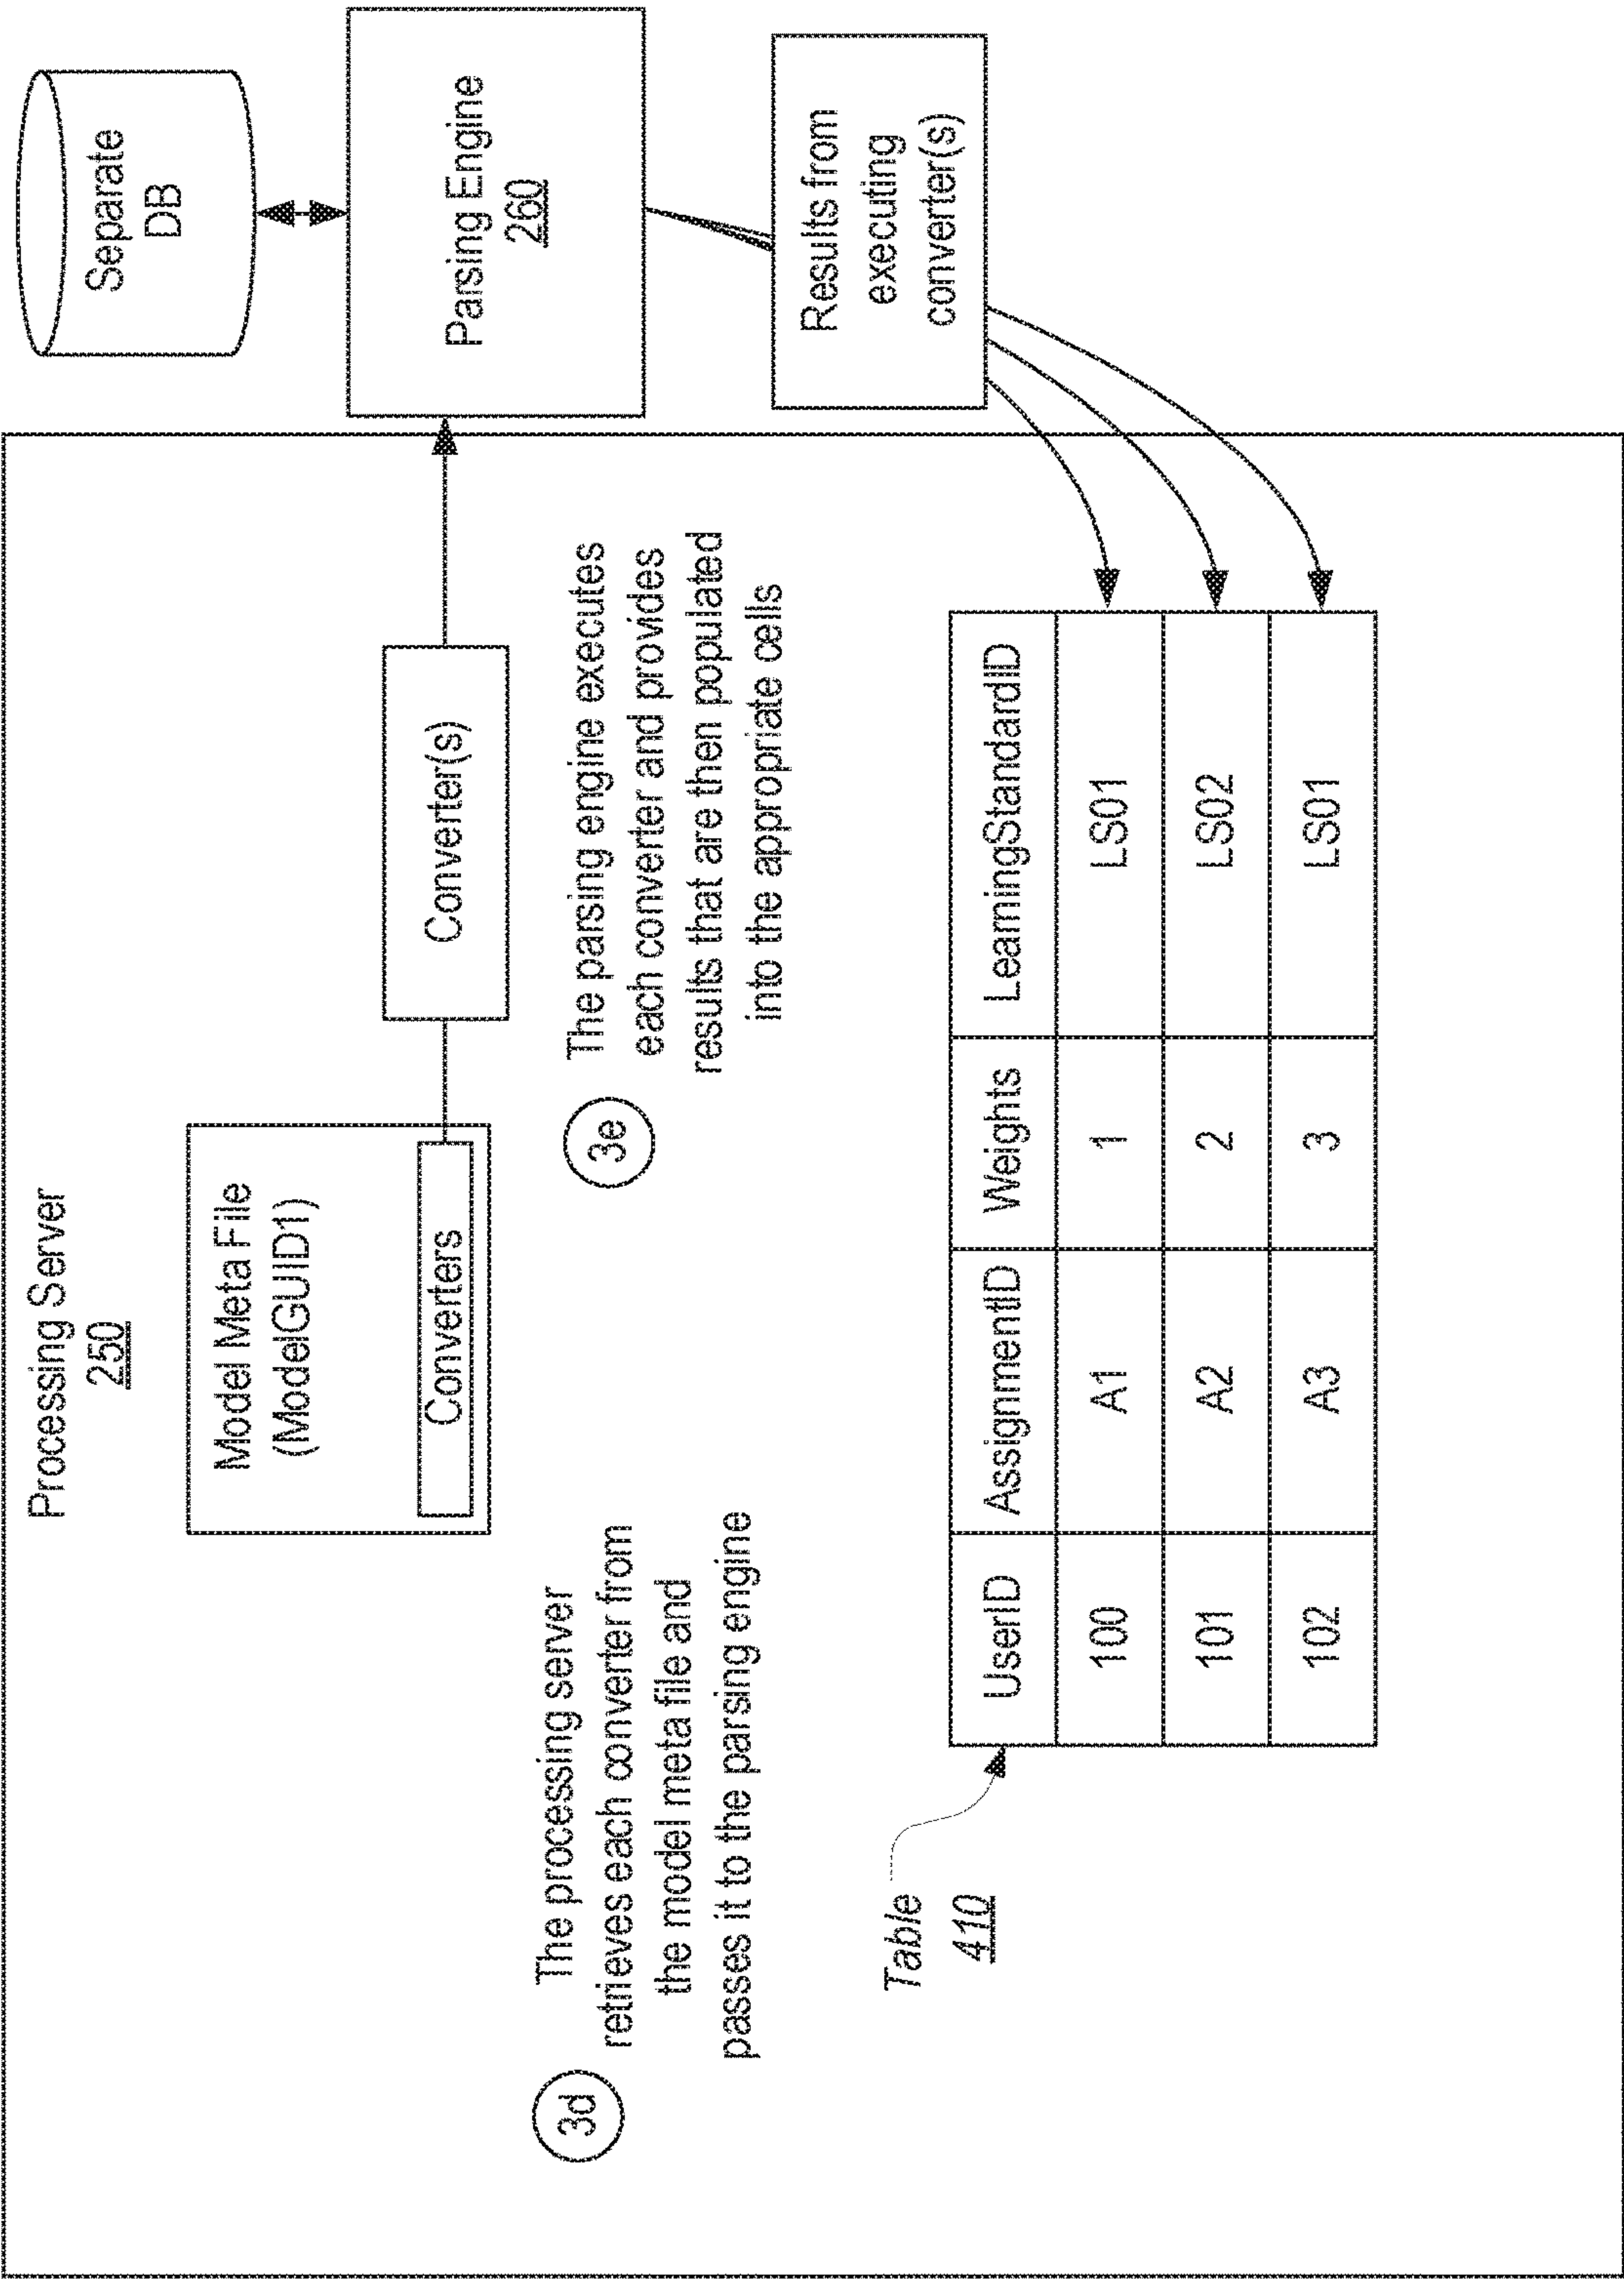 Processing Server
250
Model Meta File
(ModelGUID1)
Converters
Converter(s)
Separate
DB
Parsing Engine
260
3d
The processing server
retrieves each converter from
the model meta file and
passes it to the parsing engine
3e
The parsing engine executes
each converter and provides
results that are then populated
into the appropriate cells
Results from
executing
converter(s)
Table
410
UserID AssignmentID Weights LearningStandardID
100 A1 1 LS01
101 A2 2 LS02
102 A3 3 LS01